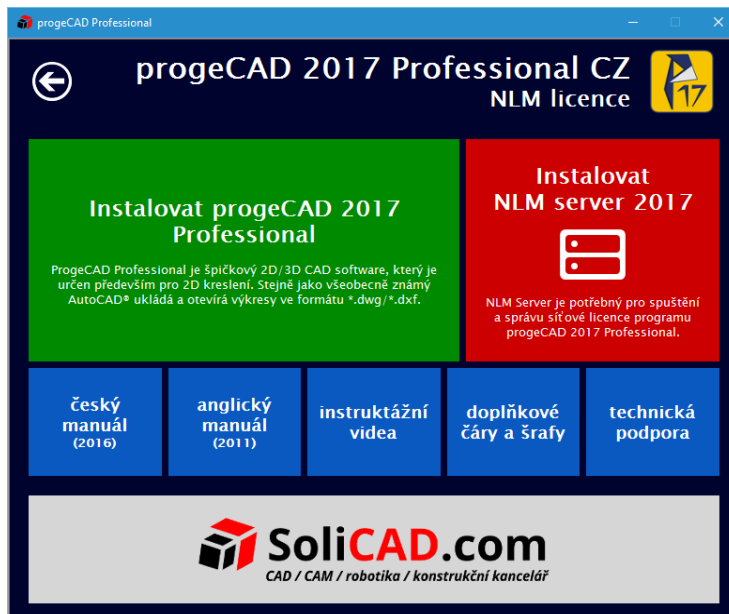 progeCAD Professional
progeCAD 2017 Professional CZ
NLM licence
17
Instalovat progeCAD 2017
Professional
ProgeCAD Professional je špičkový 2D/3D CAD software, který je
určen především pro 2D kreslení. Stejně jako všeobecně známý
AutoCAD® ukládá a otevírá výkresy ve formátu *.dwg/*.dxf.
Instalovat
NLM server 2017
NLM Server je potřebný pro spuštění
a správu síťové licence programu
progeCAD 2017 Professional.
český
manuál
(2016)
anglický
manuál
(2011)
instruktážní
videa
doplňkové
čáry a šrafy
technická
podpora
SoliCAD.com
CAD / CAM / robotika / konstrukční kancelář